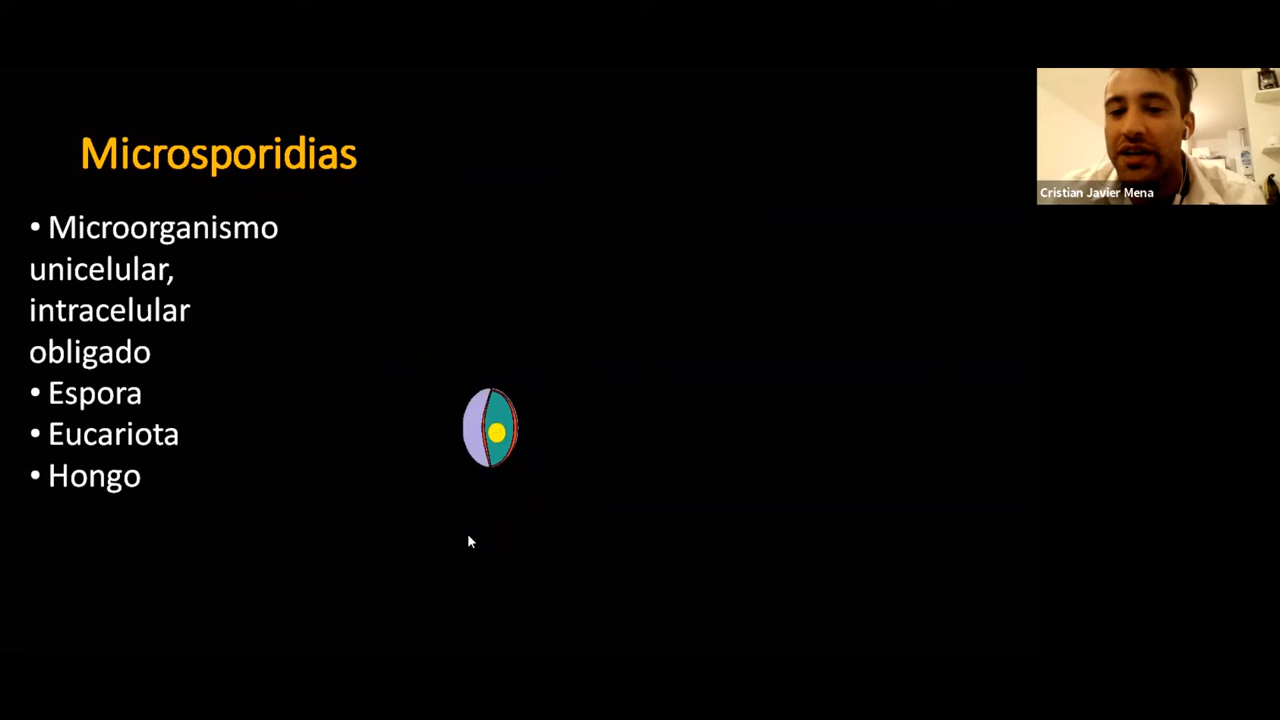 Microsporidias
• Microorganismo
unicelular,
intracelular
obligado
• Espora
• Eucariota
• Hongo
Cristian Javier Mena